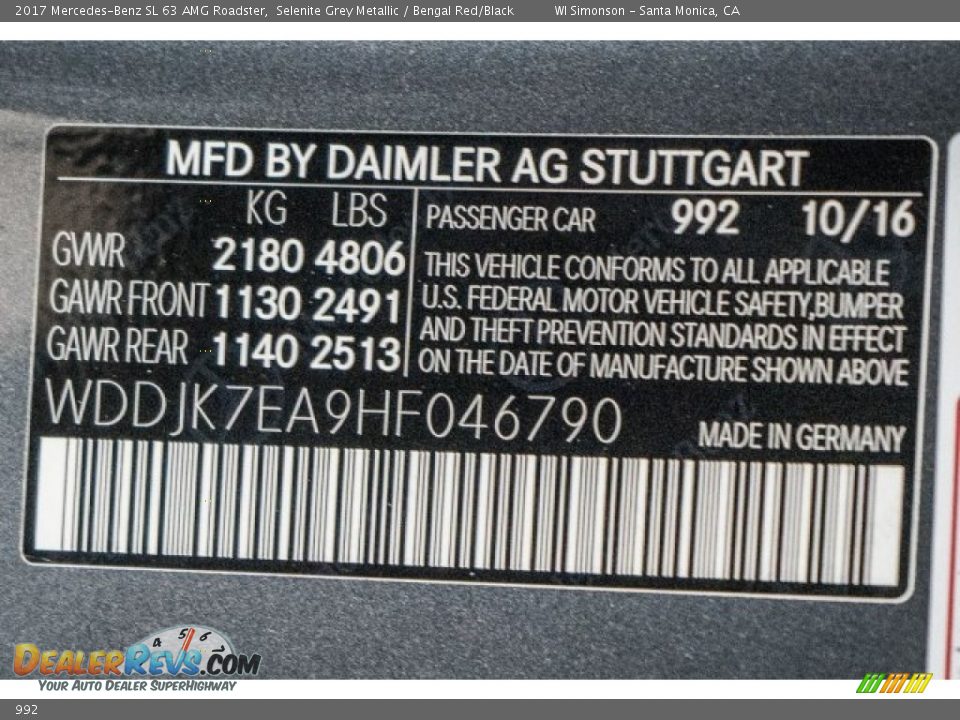 2017 Mercedes-Benz SL 63 AMG Roadster, Selenite Grey Metallic / Bengal Red/Black WI Simonson - Santa Monica, CA
MFD BY DAIMLER AG STUTTGART
KG LBS
GVWR 2180 4806
GAWR FRONT 1130 2491
GAWR REAR 1140 2513
PASSENGER CAR 992 10/16
THIS VEHICLE CONFORMS TO ALL APPLICABLE
U.S. FEDERAL MOTOR VEHICLE SAFETY,BUMPER
AND THEFT PREVENTION STANDARDS IN EFFECT
ON THE DATE OF MANUFACTURE SHOWN ABOVE
WDDJK7EA9HF046790
MADE IN GERMANY
4 5 6 7
DEALERREVS.COM
YOUR AUTO DEALER SUPERHIGHWAY
992